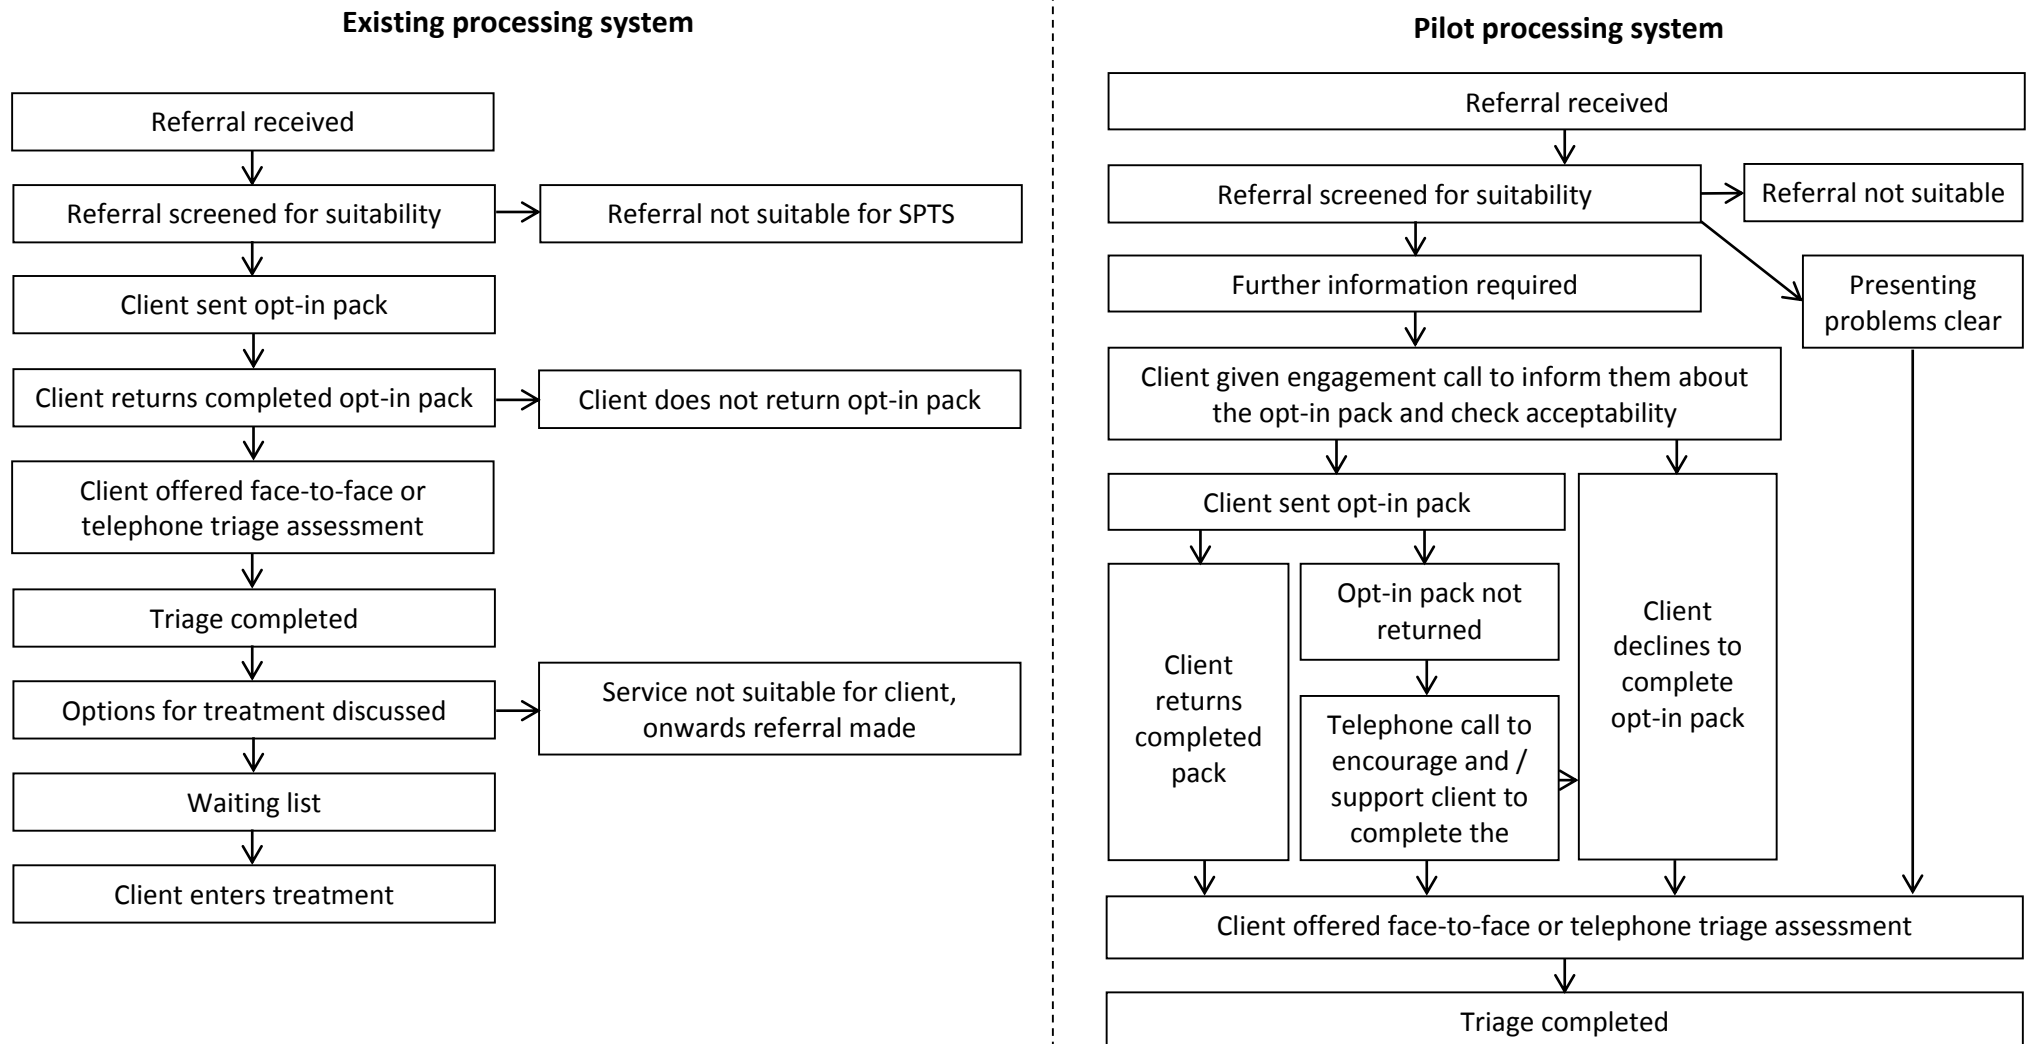 Existing processing system
Referral received
Referral screened for suitability
Referral not suitable for SPTS
Client sent opt-in pack
Client returns completed opt-in pack
Client does not return opt-in pack
Client offered face-to-face or
telephone triage assessment
Triage completed
Options for treatment discussed
Service not suitable for client,
onwards referral made
Waiting list
Client enters treatment
Pilot processing system
Referral received
Referral screened for suitability
Referral not suitable
Further information required
Presenting
problems clear
Client given engagement call to inform them about
the opt-in pack and check acceptability
Client sent opt-in pack
Client
returns
completed
pack
Opt-in pack not
returned
Telephone call to
encourage and /
support client to
complete the
Client
declines to
complete
opt-in pack
Client offered face-to-face or telephone triage assessment
Triage completed